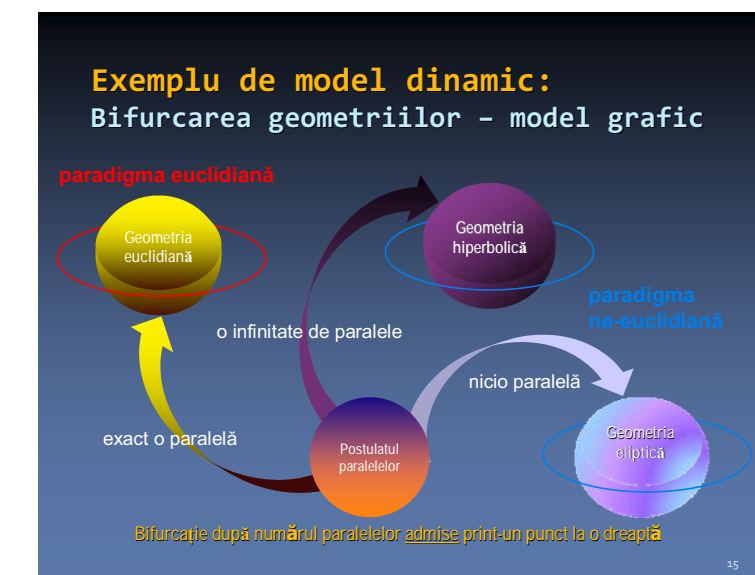 Exemplu de model dinamic:
Bifurcarea geometriilor – model grafic
paradigma euclidiană
Geometria
euclidiană
Geometria
hiperbolică
paradigma
ne-euclidiană
o infinitate de paralele
nicio paralelă
exact o paralelă
Postulatul
paralelelor
Geometria
eliptică
Bifurcație după numărul paralelelor admise print-un punct la o dreaptă
15